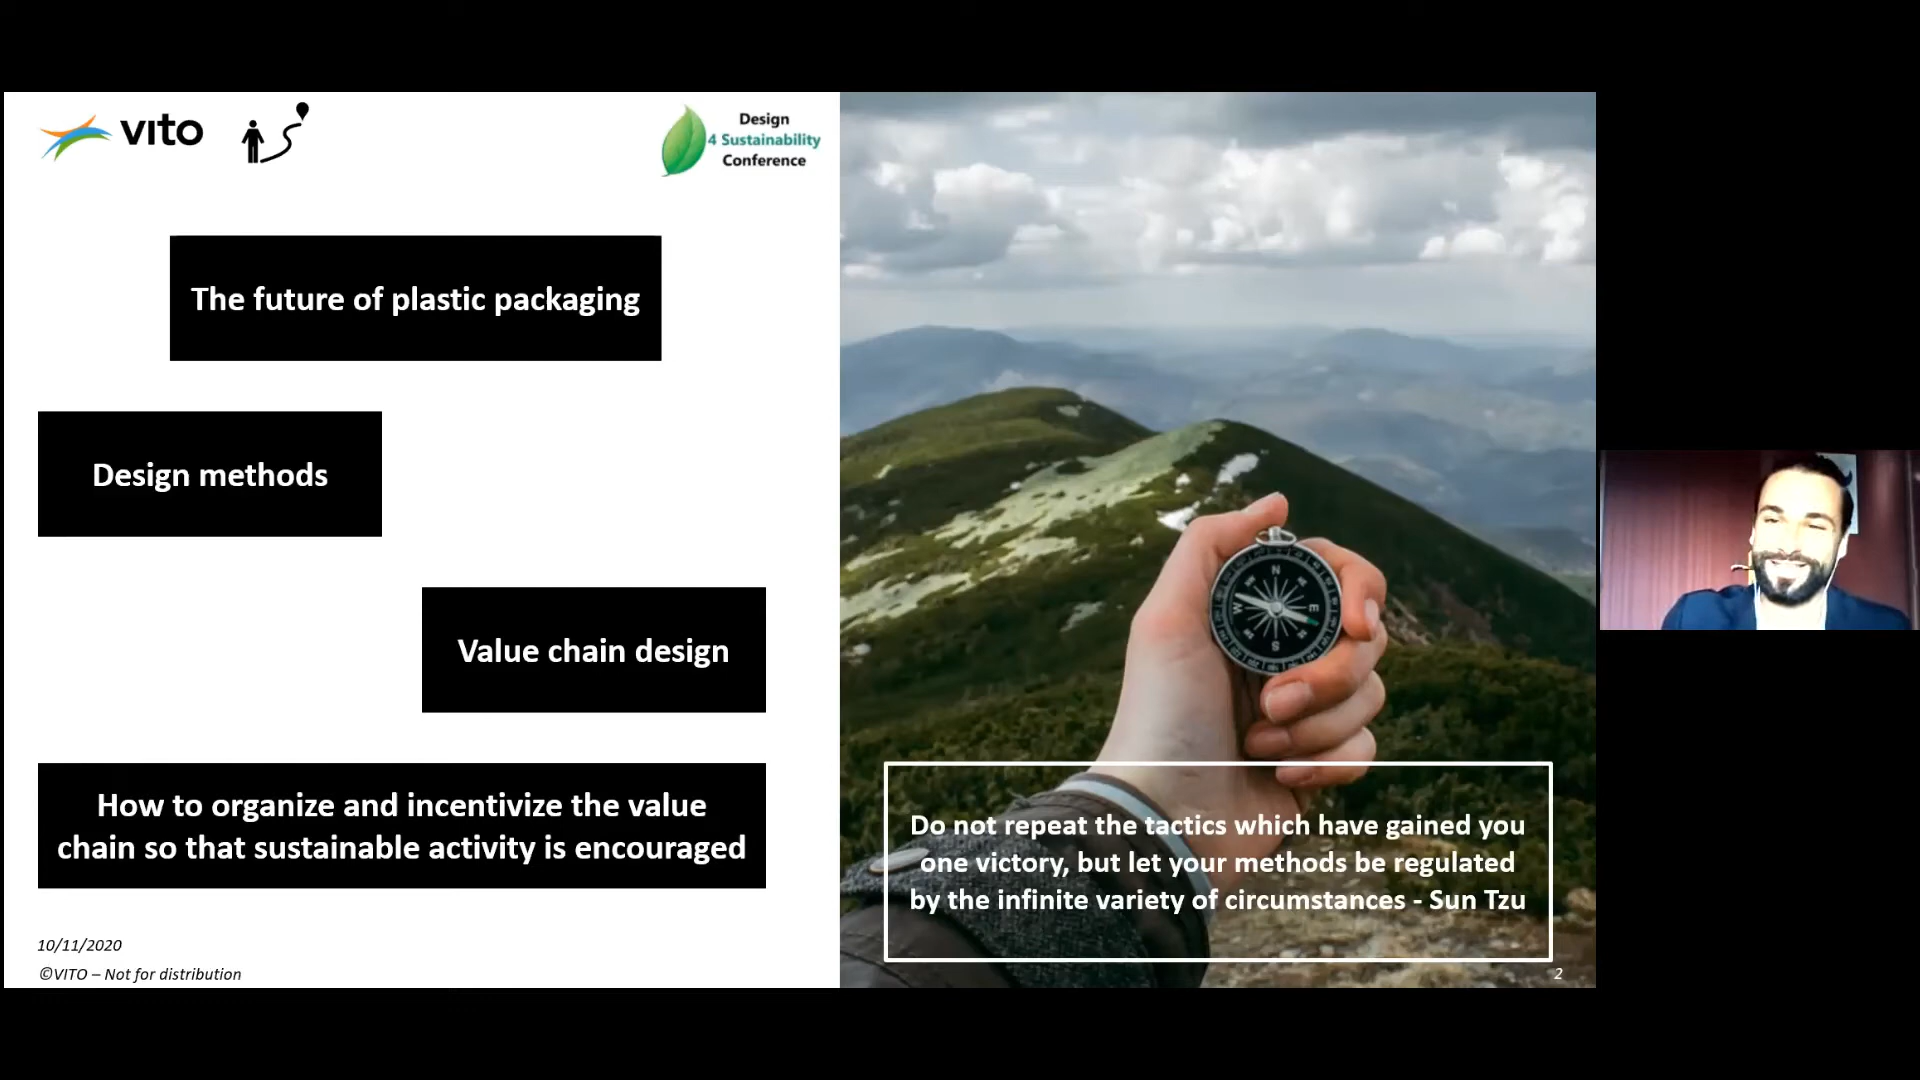 vito
Design
4 Sustainability
Conference
The future of plastic packaging
Design methods
Value chain design
How to organize and incentivize the value
chain so that sustainable activity is encouraged
10/11/2020
©VITO – Not for distribution
N
E
S
W
Do not repeat the tactics which have gained you
one victory, but let your methods be regulated
by the infinite variety of circumstances - Sun Tzu
2